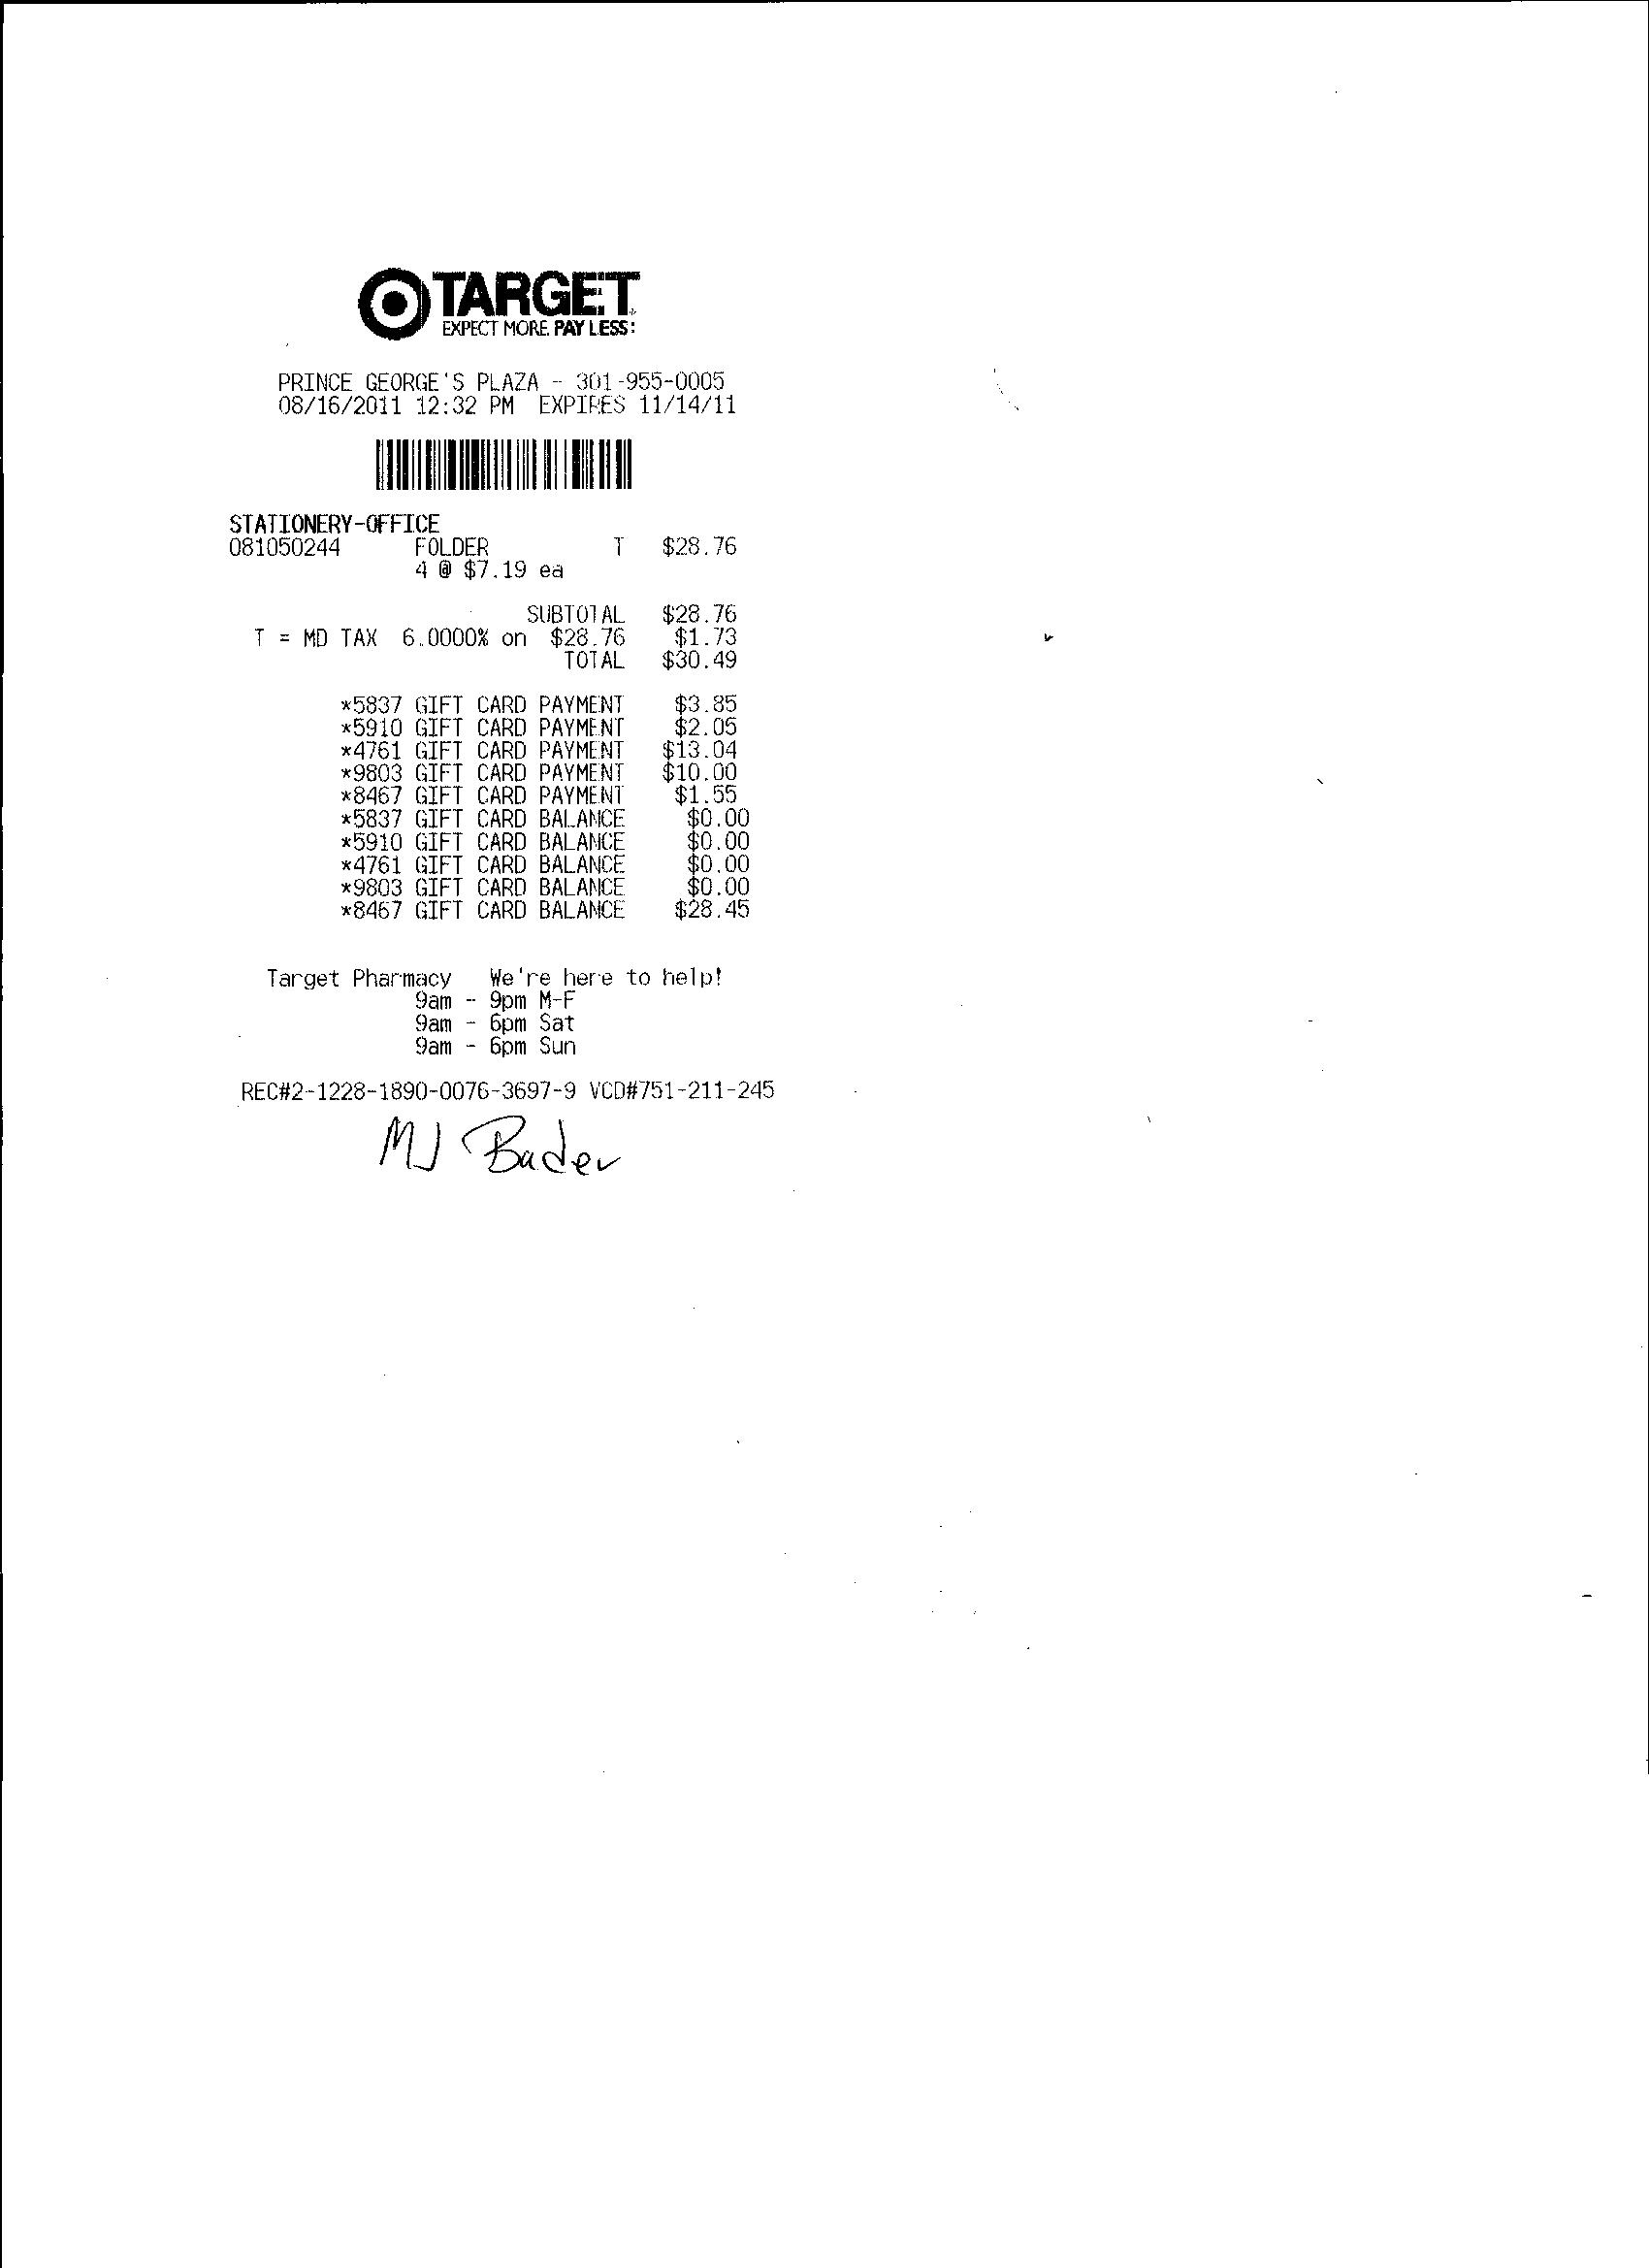 TARGET
EXPECT MORE. PAY LESS.
PRINCE GEORGE'S PLAZA - 301-955-0005
08/16/2011 12:32 PM EXPIRES 11/14/11
STATIONERY-OFFICE
081050244 FOLDER T $28.76
4 @ $7.19 ea
SUBTOTAL $28.76
T = MD TAX 6.0000% on $28.76 $1.73
TOTAL $30.49
*5837 GIFT CARD PAYMENT $3.85
*5910 GIFT CARD PAYMENT $2.05
*4761 GIFT CARD PAYMENT $13.04
*9803 GIFT CARD PAYMENT $10.00
*8467 GIFT CARD PAYMENT $1.55
*5837 GIFT CARD BALANCE $0.00
*5910 GIFT CARD BALANCE $0.00
*4761 GIFT CARD BALANCE $0.00
*9803 GIFT CARD BALANCE $0.00
*8467 GIFT CARD BALANCE $28.45
Target Pharmacy We're here to help!
9am - 9pm M-F
9am - 6pm Sat
9am - 6pm Sun
REC#2-1228-1890-0076-3697-9 VCD#751-211-245
MJ Bader